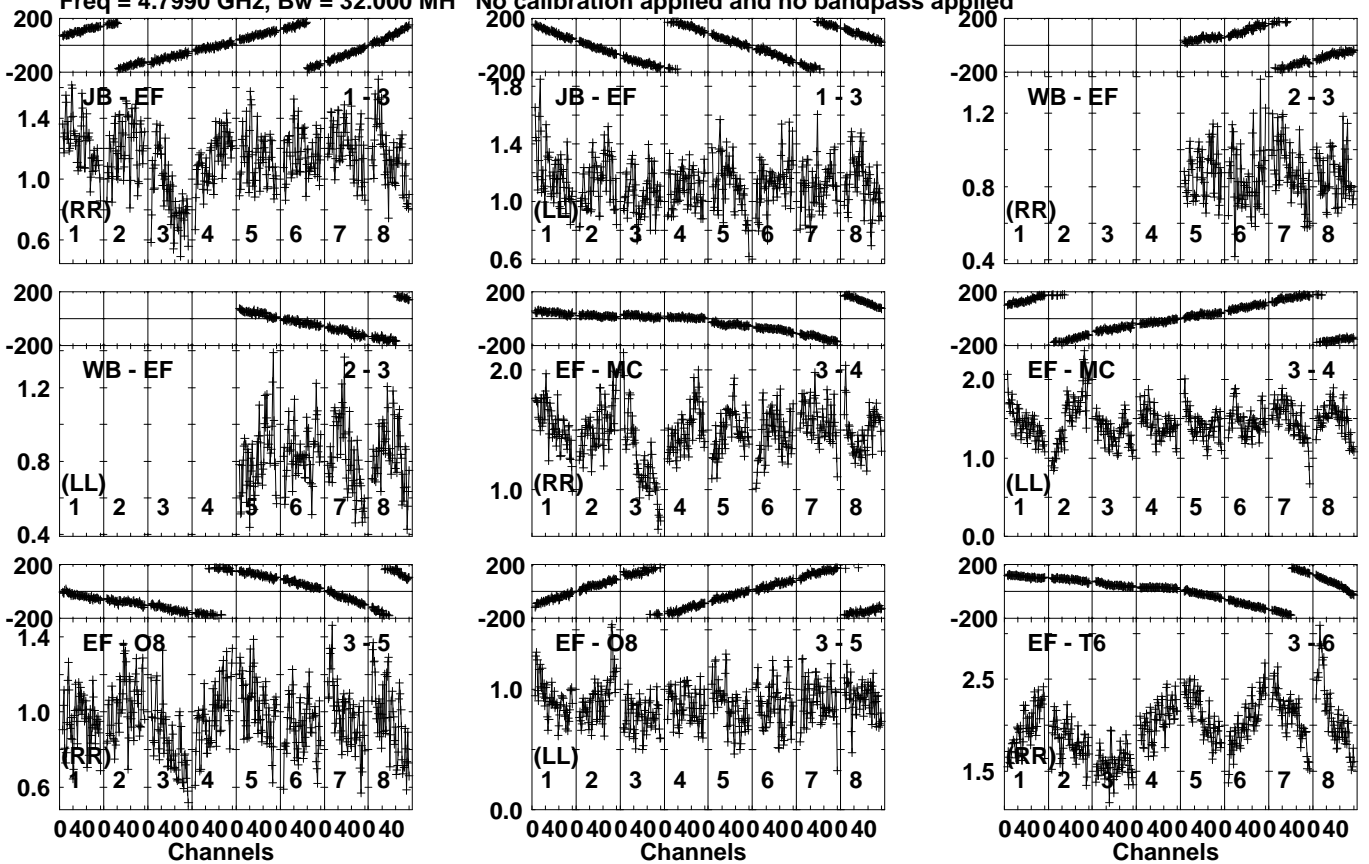 Freq = 4.7990 GHz, Bw = 32.000 MH No calibration applied and no bandpass applied
200
-200
JB - EF 1 - 3
1.4
1.0
0.6
(RR)
1 2 3 4 5 6 7 8
200
-200
1.8
JB - EF 1 - 3
1.4
1.0
0.6
(LL)
1 2 3 4 5 6 7 8
200
-200
WB - EF 2 - 3
1.2
0.8
0.4
(RR)
1 2 3 4 5 6 7 8
200
-200
WB - EF 2 - 3
1.2
0.8
0.4
(LL)
1 2 3 4 5 6 7 8
200
-200
2.0
EF - MC 3 - 4
1.0
(RR)
1 2 3 4 5 6 7 8
200
-200
EF - MC 3 - 4
2.0
1.0
0.0
(LL)
1 2 3 4 5 6 7 8
200
-200
1.4
EF - O8 3 - 5
1.0
0.6
(RR)
1 2 3 4 5 6 7 8
0 40 0 40 0 40 0 40 0 40 0 40 0 40 0 40
Channels
200
-200
EF - O8 3 - 5
1.0
0.0
(LL)
1 2 3 4 5 6 7 8
0 40 0 40 0 40 0 40 0 40 0 40 0 40 0 40
Channels
200
-200
EF - T6 3 - 6
2.5
1.5
(RR)
1 2 3 4 5 6 7 8
0 40 0 40 0 40 0 40 0 40 0 40 0 40 0 40
Channels